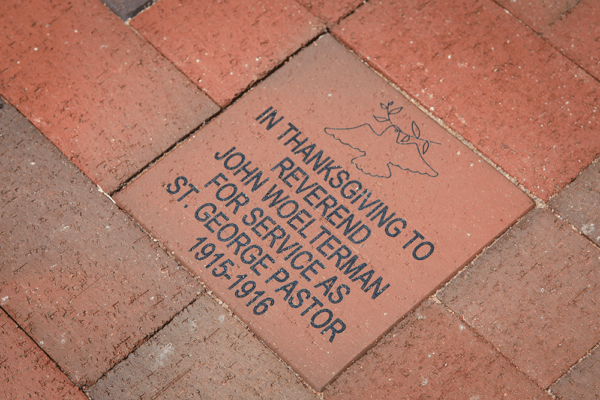 IN THANKSGIVING TO
REVEREND
JOHN WOELTERMAN
FOR SERVICE AS
ST. GEORGE PASTOR
1915-1916